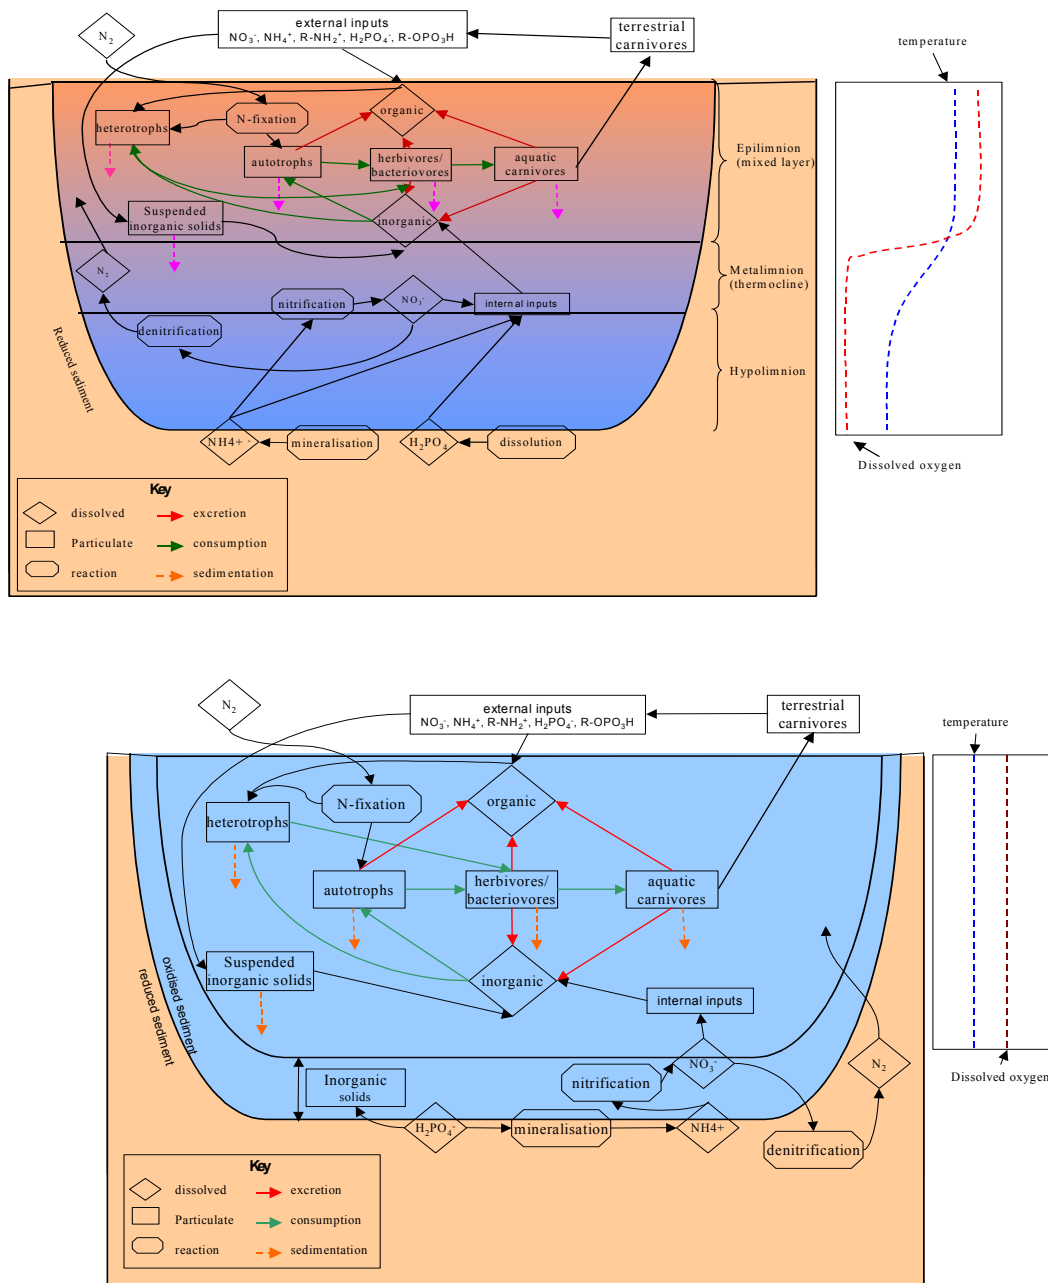 N₂
external inputs
NO₃⁻, NH₄⁺, R-NH₂⁺, H₂PO₄⁻, R-OPO₃H
terrestrial
carnivores
temperature
organic
N-fixation
heterotrophs
autotrophs
herbivores/
bacteriovores
aquatic
carnivores
Epilimnion
(mixed layer)
Suspended
inorganic solids
inorganic
N₂
nitrification
NO₃⁻
internal inputs
Metalimnion
(thermocline)
denitrification
Reduced sediment
Hypolimnion
NH4+ -
mineralisation
H₂PO₄
dissolution
Dissolved oxygen
Key
dissolved
excretion
Particulate
consumption
reaction
sedimentation
N₂
external inputs
NO₃⁻, NH₄⁺, R-NH₂⁺, H₂PO₄⁻, R-OPO₃H
terrestrial
carnivores
temperature
organic
N-fixation
heterotrophs
autotrophs
herbivores/
bacteriovores
aquatic
carnivores
Suspended
inorganic solids
inorganic
oxidised sediment
reduced sediment
internal inputs
NO₃⁻
N₂
Dissolved oxygen
Inorganic
solids
nitrification
H₂PO₄⁻
mineralisation
NH4+
denitrification
Key
dissolved
excretion
Particulate
consumption
reaction
sedimentation